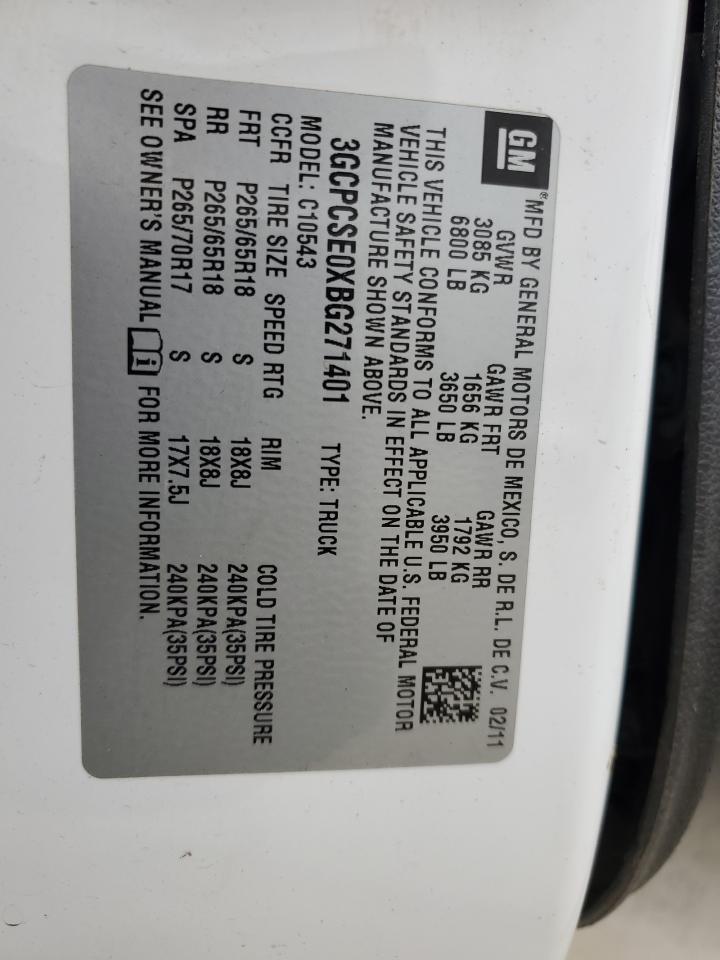 GM
®MFD BY GENERAL MOTORS DE MEXICO, S. DE R.L. DE C.V. 02/11
GVWR GAWR FRT GAWR RR
3085 KG 1656 KG 1792 KG
6800 LB 3650 LB 3950 LB
THIS VEHICLE CONFORMS TO ALL APPLICABLE U.S. FEDERAL MOTOR
VEHICLE SAFETY STANDARDS IN EFFECT ON THE DATE OF
MANUFACTURE SHOWN ABOVE.
3GCPCSE0XBG271401 TYPE: TRUCK
MODEL: C10543
CCFR TIRE SIZE SPEED RTG RIM COLD TIRE PRESSURE
FRT P265/65R18 S 18X8J 240KPA(35PSI)
RR P265/65R18 S 18X8J 240KPA(35PSI)
SPA P265/70R17 S 17X7.5J 240KPA(35PSI)
SEE OWNER'S MANUAL i FOR MORE INFORMATION.